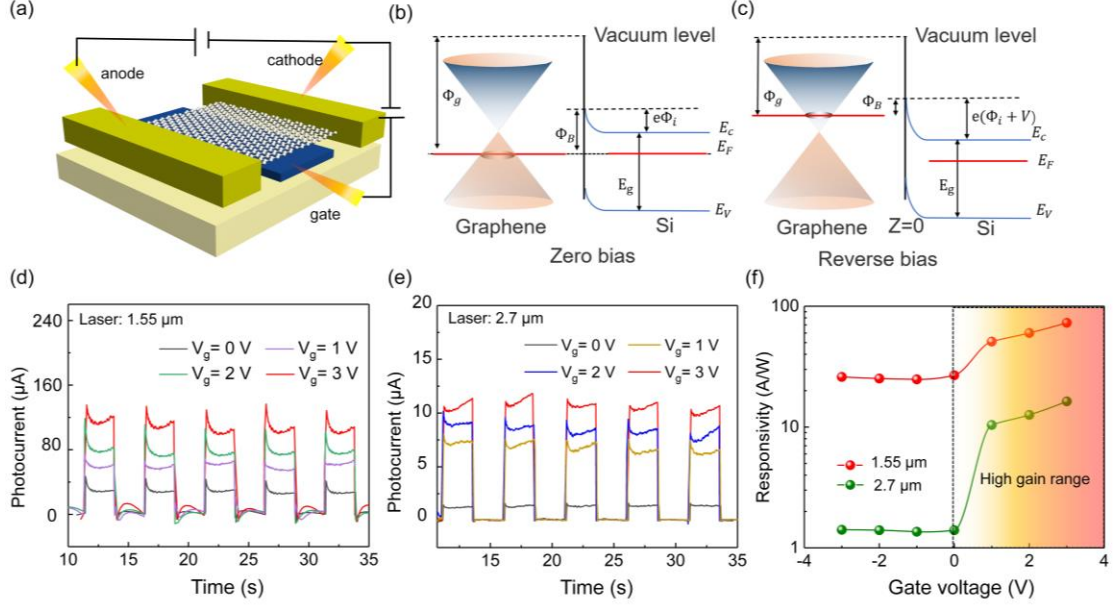 (a)
anode
cathode
gate
(b)
Vacuum level
Φg
ΦB
eΦi
Ec
EF
Eg
EV
Graphene
Si
Zero bias
(c)
Vacuum level
Φg
ΦB
e(Φi + V)
Ec
EF
Eg
EV
Graphene
Z=0
Si
Reverse bias
(d)
Photocurrent (μA)
240
160
80
0
Laser: 1.55 μm
Vg= 0 V
Vg= 1 V
Vg= 2 V
Vg= 3 V
10 15 20 25 30 35
Time (s)
(e)
Photocurrent (μA)
20
15
10
5
0
Laser: 2.7 μm
Vg= 0 V
Vg= 1 V
Vg= 2 V
Vg= 3 V
15 20 25 30 35
Time (s)
(f)
Responsivity (A/W)
100
10
1
1.55 μm
2.7 μm
High gain range
-4 -2 0 2 4
Gate voltage (V)